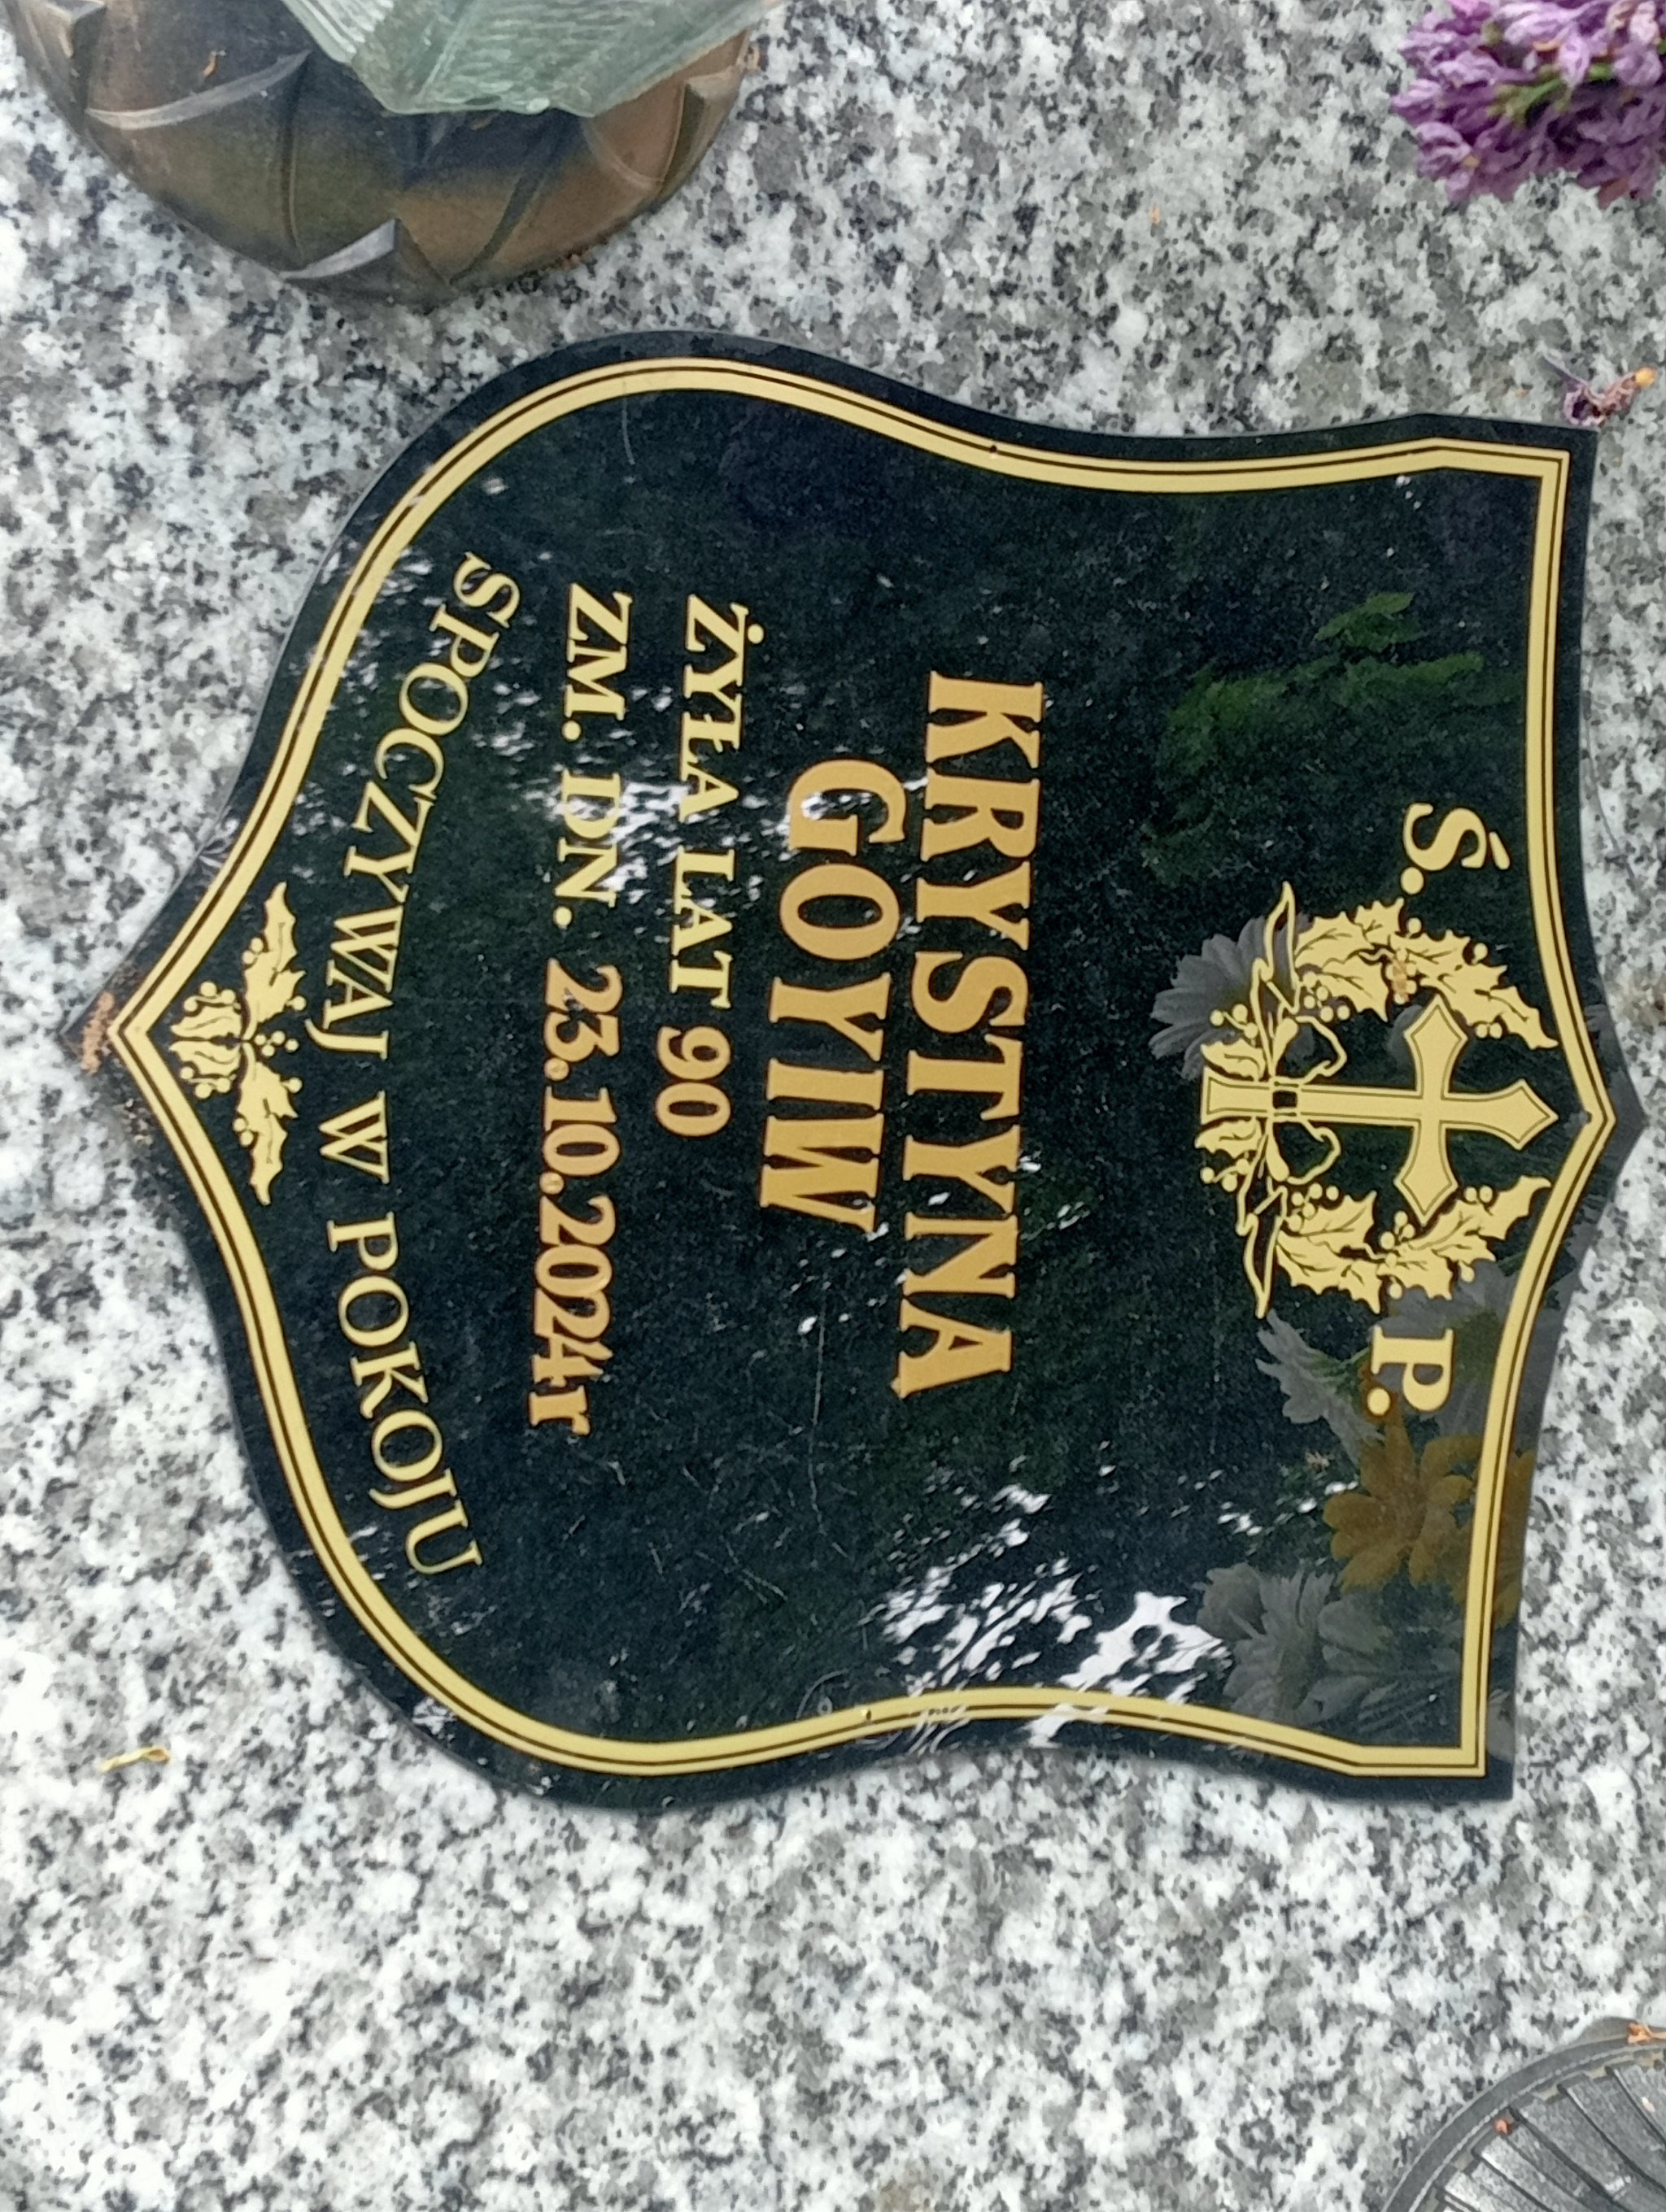 Ś. P.
KRYSTYNA
GOYIW
ŻYŁA LAT 90
ZM. DN. 23.10.2024r
SPOCZYWAJ W POKOJU